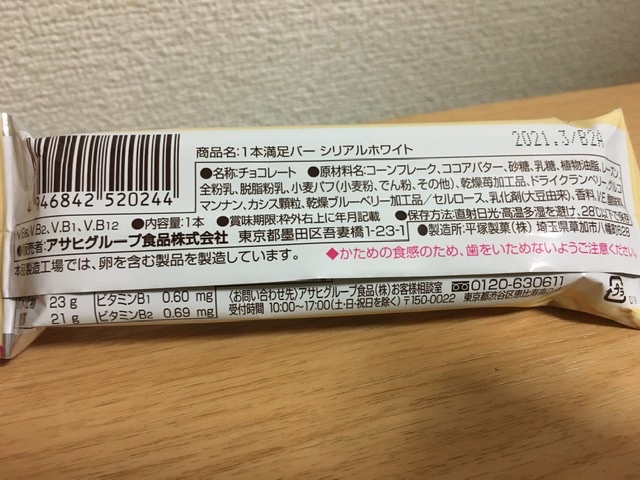 2021.3/B2A
46842 520244
商品名:1本満足バー シリアルホワイト
●名称:チョコレート ●原材料名:コーンフレーク、ココアバター、砂糖、乳糖、植物油脂、レーズン、
全粉乳、脱脂粉乳、小麦パフ(小麦粉、でん粉、その他)、乾燥苺加工品、ドライクランベリー、グルコ
マンナン、カシス顆粒、乾燥ブルーベリー加工品/セルロース、乳化剤(大豆由来)、香料、V.E、
V.B2、V.B1、V.B12 ●内容量:1本 ●賞味期限:枠外右上に年月記載 ●保存方法:直射日光・高温多湿を避け、28℃以下で保存
●販売者:アサヒグループ食品株式会社 東京都墨田区吾妻橋1-23-1 ●製造所:平塚製菓(株) 埼玉県草加市八幡町628
本品製造工場では、卵を含む製品を製造しています。 ◆かための食感のため、歯をいためないようご注意ください。
23 g ビタミンB1 0.60 mg 〈お問い合わせ先〉アサヒグループ食品(株)お客様相談室 0120-630611
21 g ビタミンB2 0.69 mg 受付時間 10:00〜17:00(土・日・祝日を除く) 〒150-0022 東京都渋谷区恵比寿南
プラ